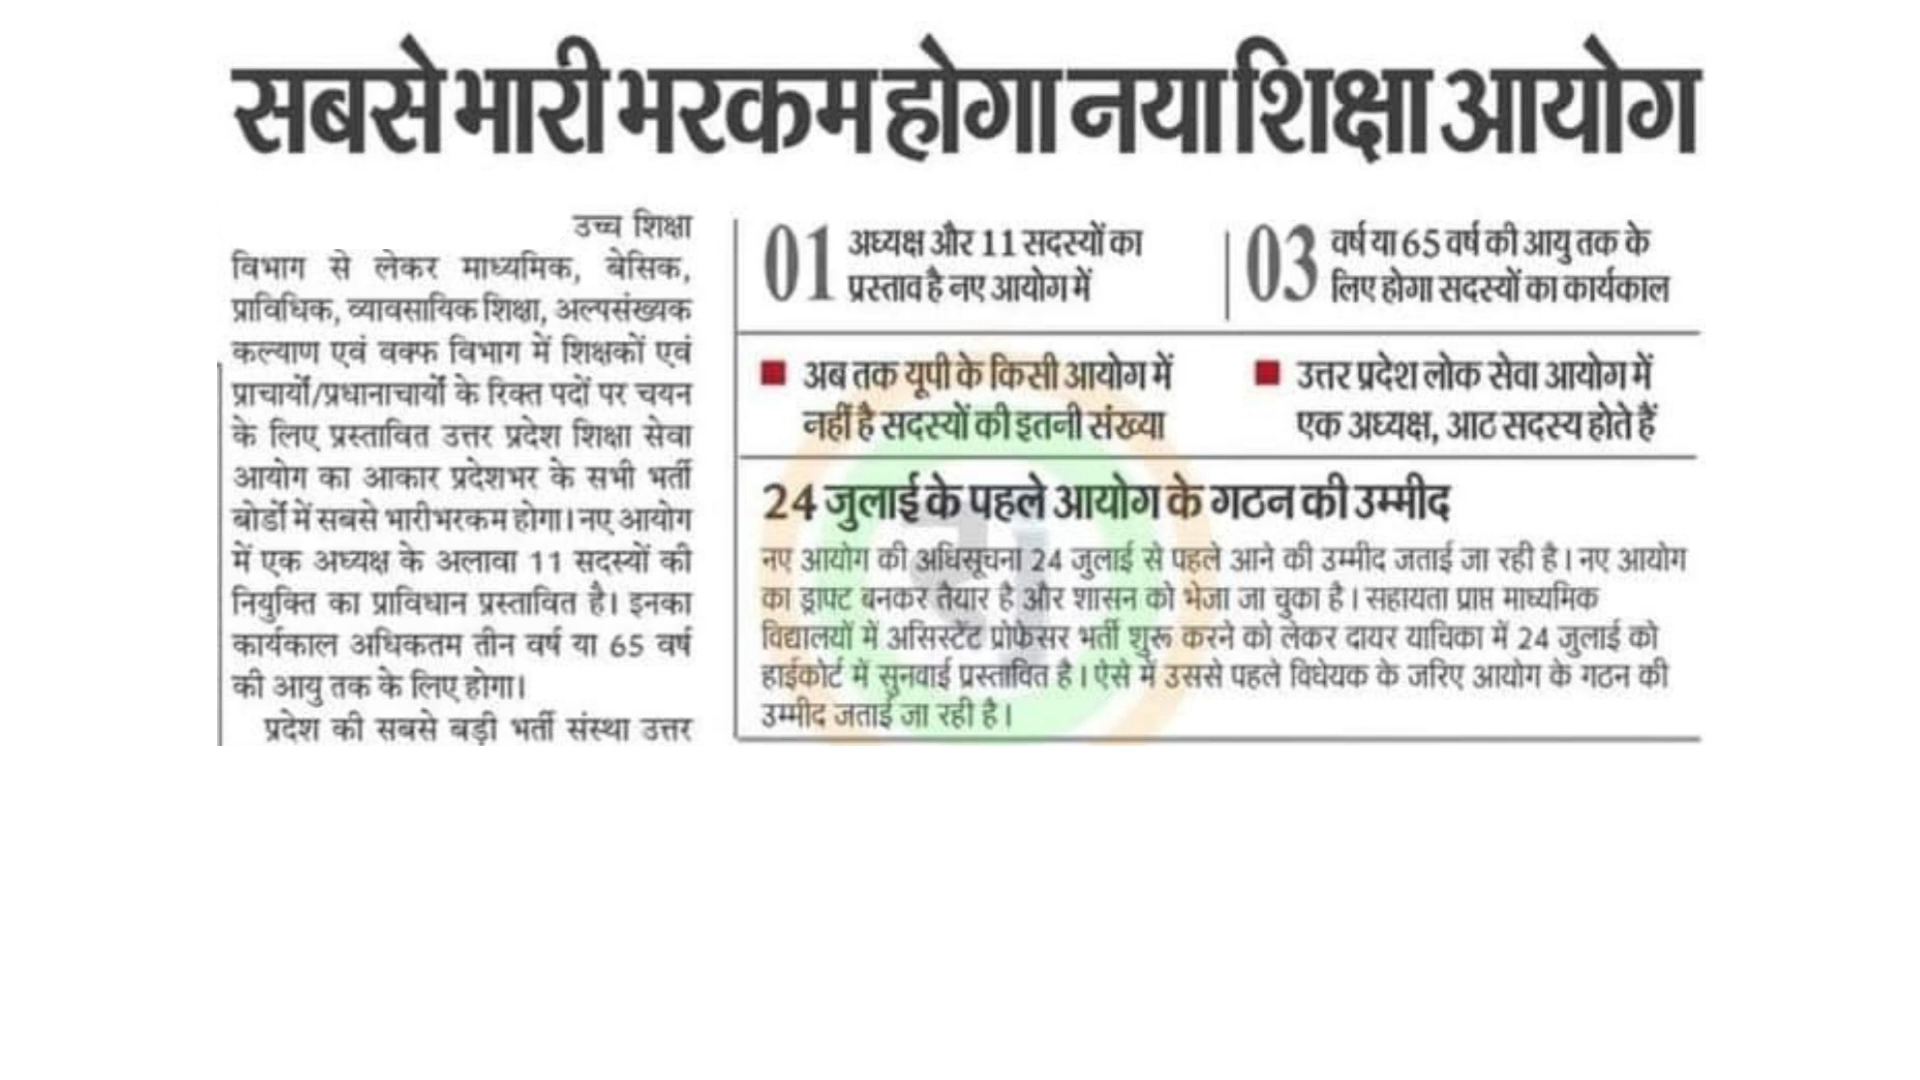 सबसे भारी भरकम होगा नया शिक्षा आयोग
उच्च शिक्षा
विभाग से लेकर माध्यमिक, बेसिक,
प्राविधिक, व्यावसायिक शिक्षा, अल्पसंख्यक
कल्याण एवं वक्फ विभाग में शिक्षकों एवं
प्राचार्यों/प्रधानाचार्यों के रिक्त पदों पर चयन
के लिए प्रस्तावित उत्तर प्रदेश शिक्षा सेवा
आयोग का आकार प्रदेशभर के सभी भर्ती
बोर्डों में सबसे भारीभरकम होगा। नए आयोग
में एक अध्यक्ष के अलावा 11 सदस्यों की
नियुक्ति का प्राविधान प्रस्तावित है। इनका
कार्यकाल अधिकतम तीन वर्ष या 65 वर्ष
की आयु तक के लिए होगा।
प्रदेश की सबसे बड़ी भर्ती संस्था उत्तर
01 अध्यक्ष और 11 सदस्यों का
प्रस्ताव है नए आयोग में
03 वर्ष या 65 वर्ष की आयु तक के
लिए होगा सदस्यों का कार्यकाल
अब तक यूपी के किसी आयोग में
नहीं है सदस्यों की इतनी संख्या
उत्तर प्रदेश लोक सेवा आयोग में
एक अध्यक्ष, आठ सदस्य होते हैं
24 जुलाई के पहले आयोग के गठन की उम्मीद
नए आयोग की अधिसूचना 24 जुलाई से पहले आने की उम्मीद जताई जा रही है। नए आयोग
का ड्राफ्ट बनकर तैयार है और शासन को भेजा जा चुका है। सहायता प्राप्त माध्यमिक
विद्यालयों में असिस्टेंट प्रोफेसर भर्ती शुरू करने को लेकर दायर याचिका में 24 जुलाई को
हाईकोर्ट में सुनवाई प्रस्तावित है। ऐसे में उससे पहले विधेयक के जरिए आयोग के गठन की
उम्मीद जताई जा रही है।